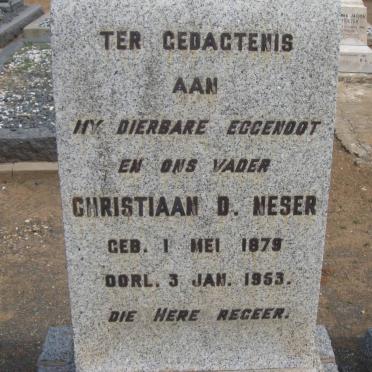 TER GEDAGTENIS
AAN
MY DIERBARE EGGENOOT
EN ONS VADER
CHRISTIAAN D. NESER
GEB. 1 MEI 1879
OORL. 3 JAN. 1953.
DIE HERE REGEER.